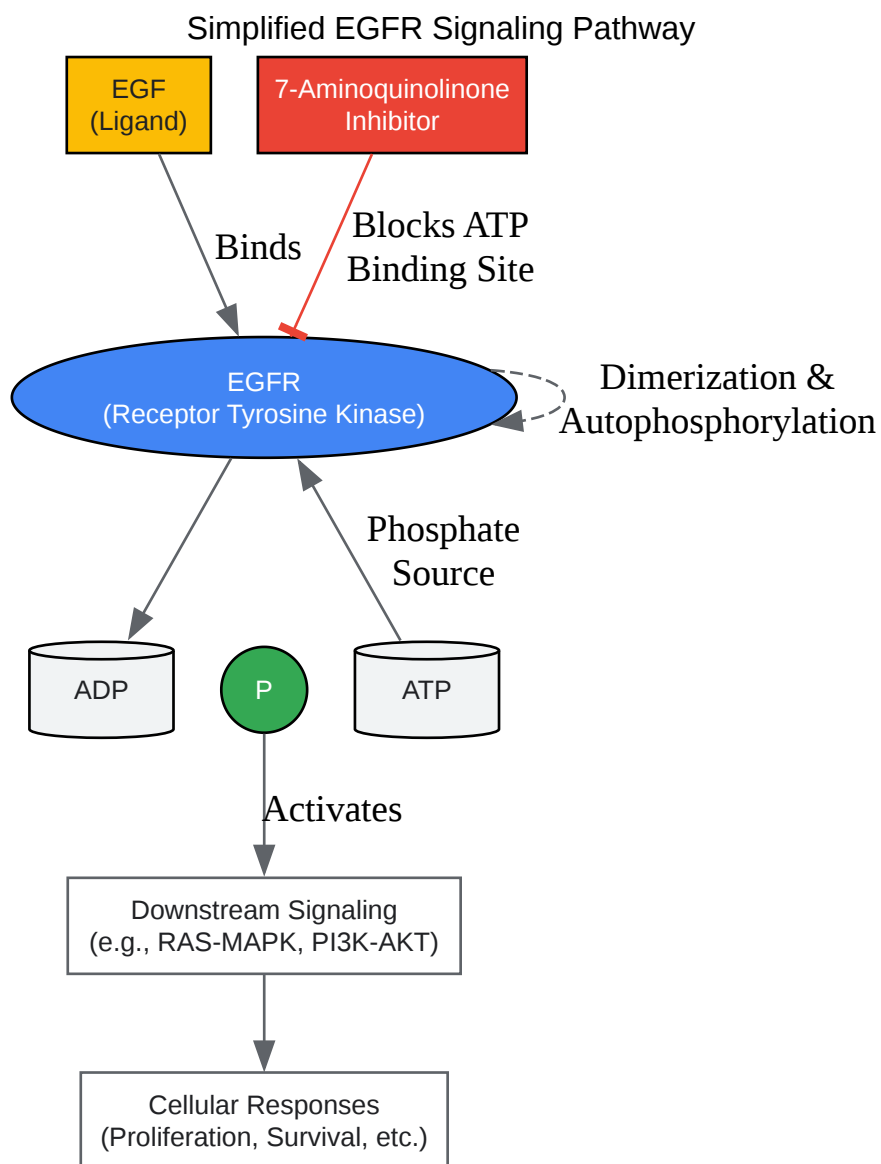 Simplified EGFR Signaling Pathway
EGF
(Ligand)
7-Aminoquinolinone
Inhibitor
Binds
Blocks ATP
Binding Site
EGFR
(Receptor Tyrosine Kinase)
Dimerization &
Autophosphorylation
Phosphate
Source
ADP
P
ATP
Activates
Downstream Signaling
(e.g., RAS-MAPK, PI3K-AKT)
Cellular Responses
(Proliferation, Survival, etc.)